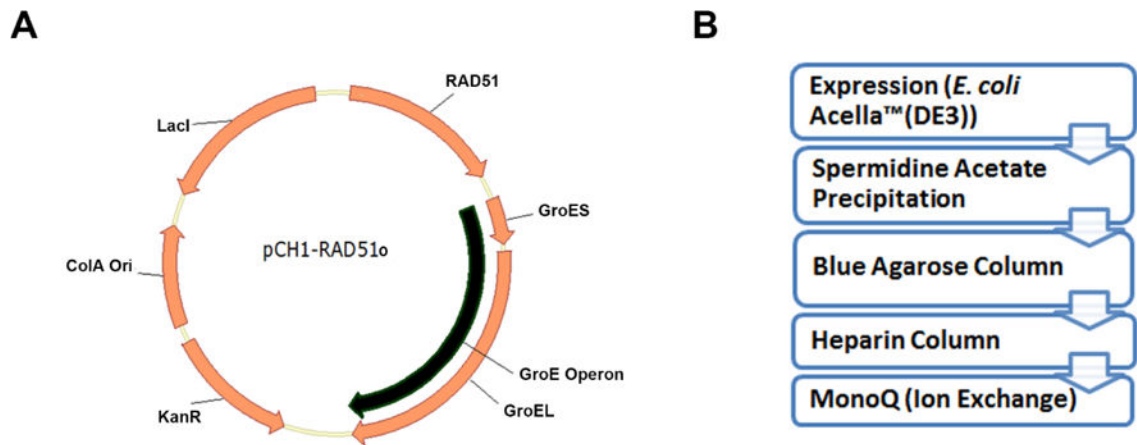 A
B
RAD51
LacI
GroES
pCH1-RAD51o
ColA Ori
GroE Operon
GroEL
KanR
Expression (E. coli
Acella™(DE3))
Spermidine Acetate
Precipitation
Blue Agarose Column
Heparin Column
MonoQ (Ion Exchange)